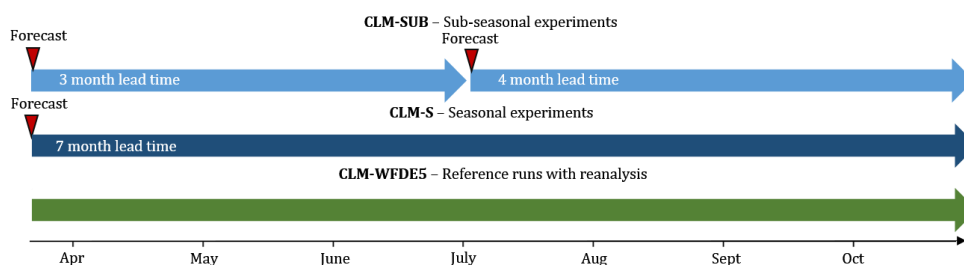 CLM-SUB – Sub-seasonal experiments
Forecast
Forecast
3 month lead time
4 month lead time
Forecast
CLM-S – Seasonal experiments
7 month lead time
CLM-WFDE5 – Reference runs with reanalysis
Apr May June July Aug Sept Oct